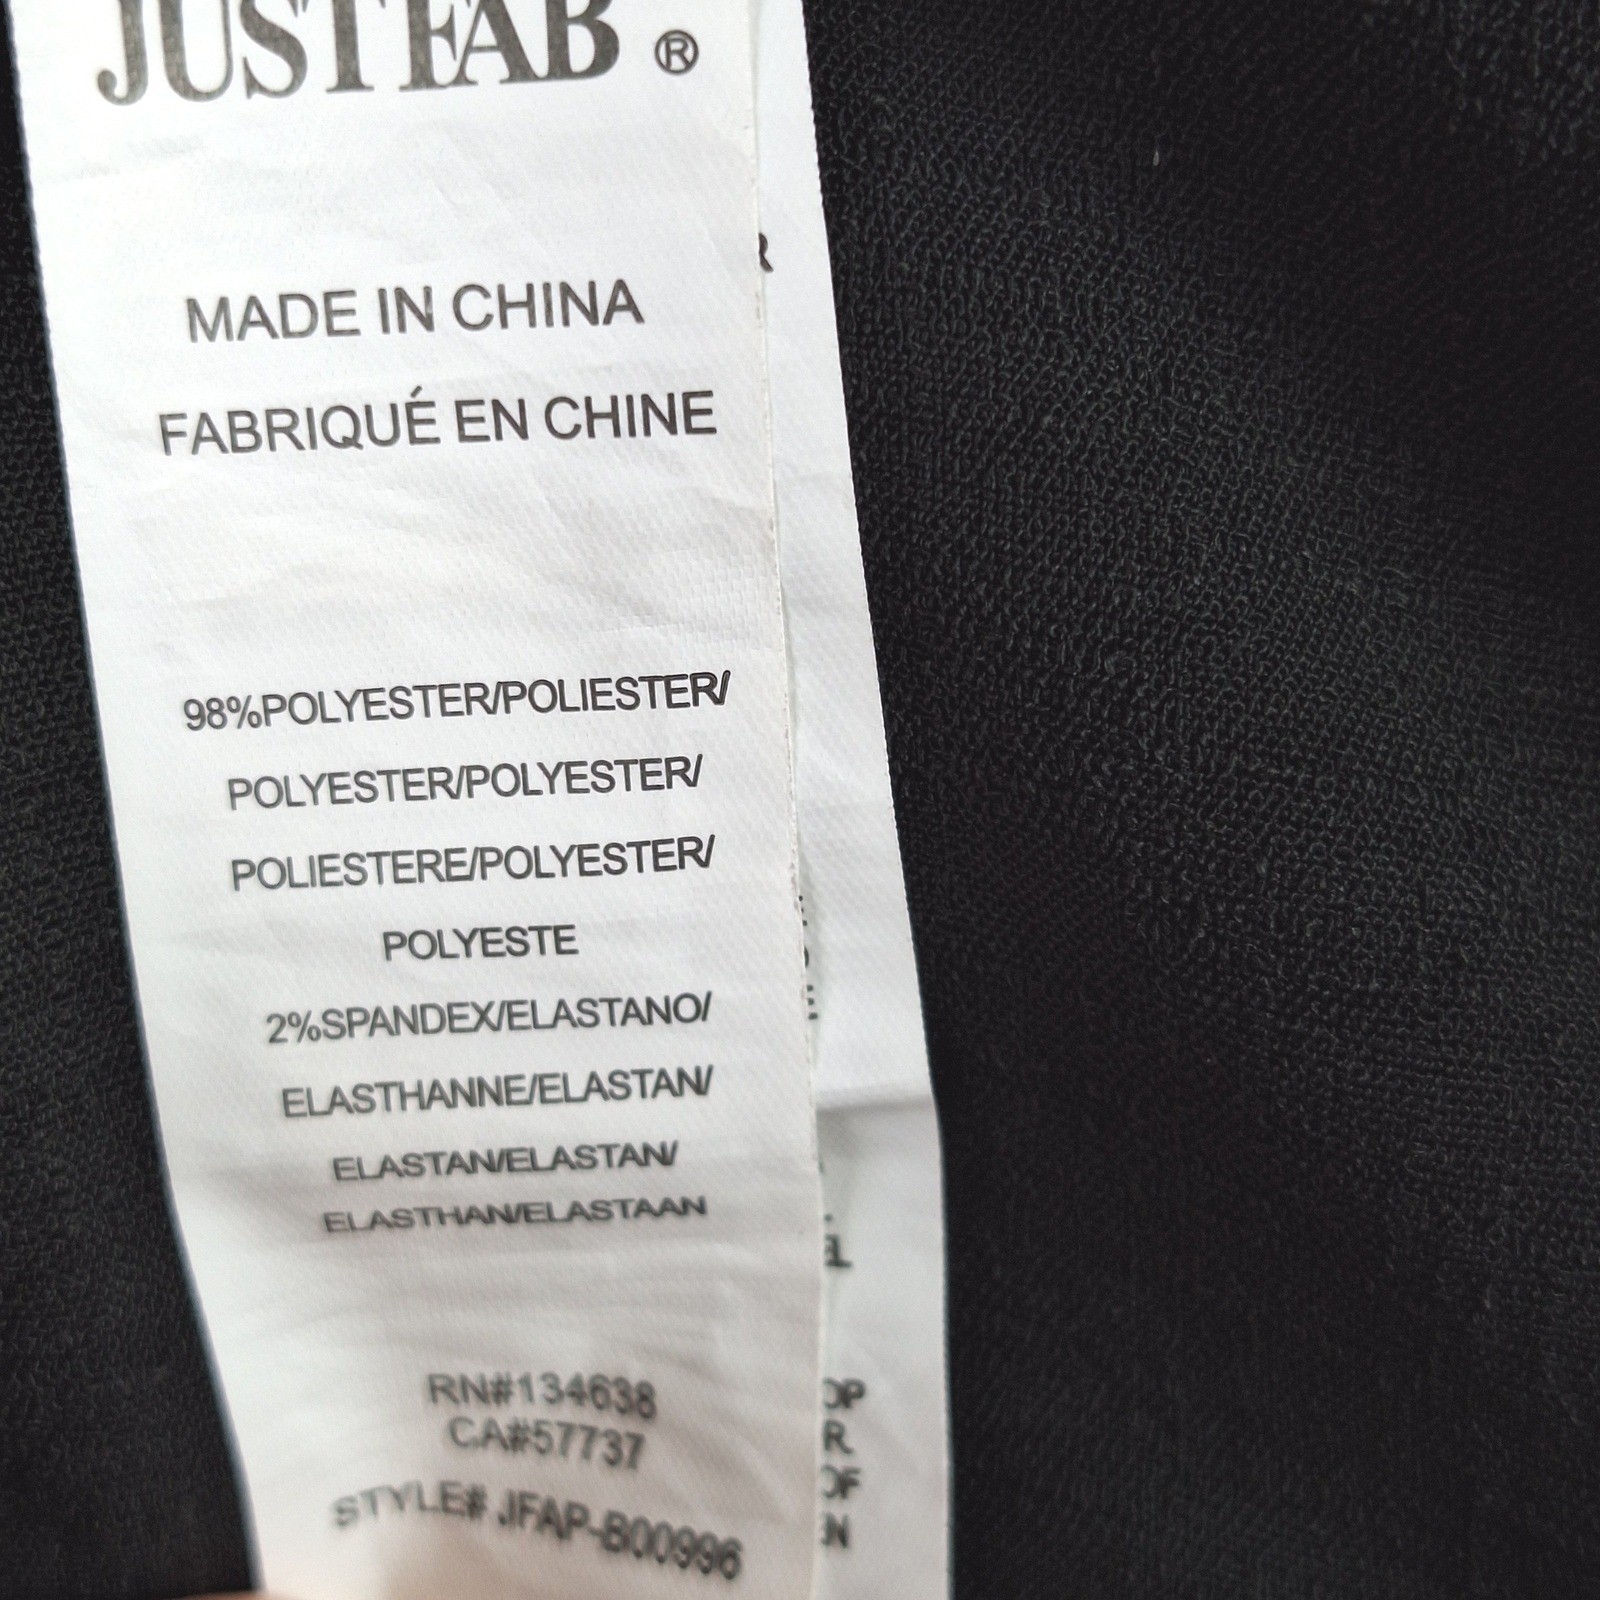 JUSTFAB ®
MADE IN CHINA
FABRIQUÉ EN CHINE
98%POLYESTER/POLIESTER/
POLYESTER/POLYESTER/
POLIESTERE/POLYESTER/
POLYESTE
2%SPANDEX/ELASTANO/
ELASTHANNE/ELASTAN/
ELASTAN/ELASTAN/
ELASTHAN/ELASTAAN
RN#134638
CA#57737
STYLE# JFAP-B00996